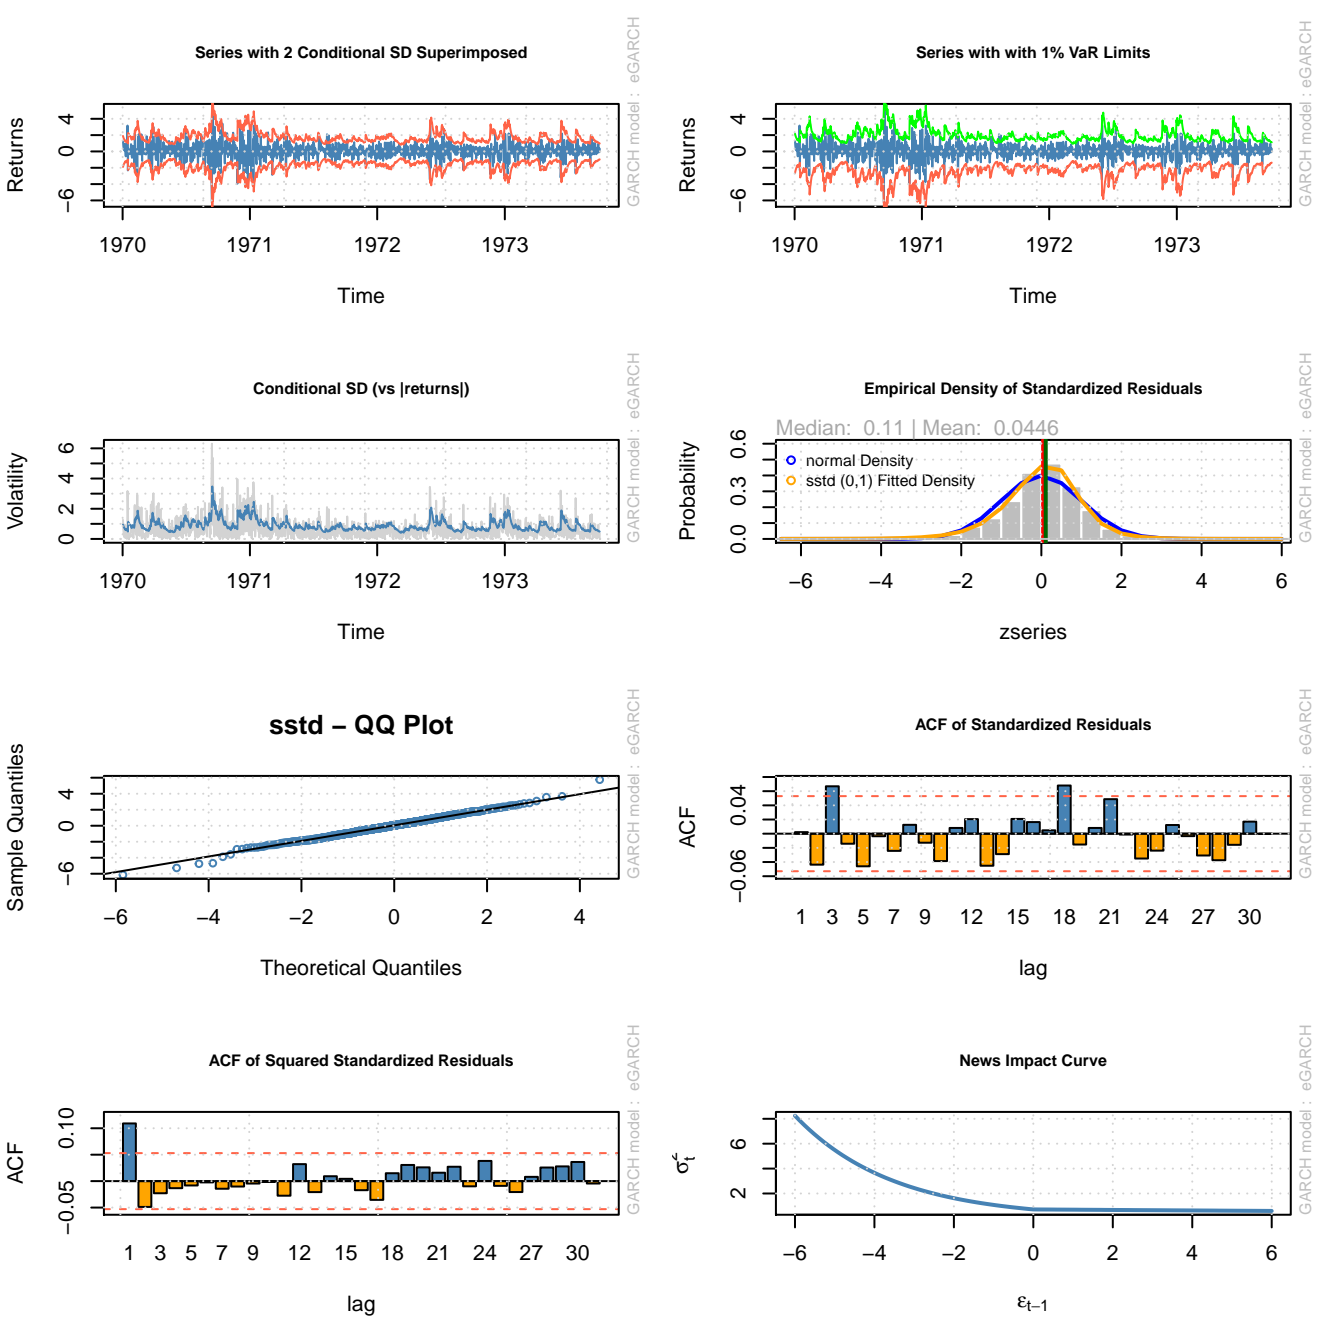 Series with 2 Conditional SD Superimposed
Returns
4
0
−6
1970 1971 1972 1973
Time
GARCH model : eGARCH
Series with with 1% VaR Limits
Returns
4
0
−6
1970 1971 1972 1973
Time
GARCH model : eGARCH
Conditional SD (vs |returns|)
Volatility
6
4
2
0
1970 1971 1972 1973
Time
GARCH model : eGARCH
Empirical Density of Standardized Residuals
Median: 0.11 | Mean: 0.0446
normal Density
sstd (0,1) Fitted Density
Probability
0.6
0.3
0.0
−6 −4 −2 0 2 4 6
zseries
GARCH model : eGARCH
sstd − QQ Plot
Sample Quantiles
4
0
−6
−6 −4 −2 0 2 4
Theoretical Quantiles
GARCH model : eGARCH
ACF of Standardized Residuals
ACF
0.04
−0.06
1 3 5 7 9 12 15 18 21 24 27 30
lag
GARCH model : eGARCH
ACF of Squared Standardized Residuals
ACF
0.10
−0.05
1 3 5 7 9 12 15 18 21 24 27 30
lag
GARCH model : eGARCH
News Impact Curve
6
2
−6 −4 −2 0 2 4 6
εt−1
GARCH model : eGARCH